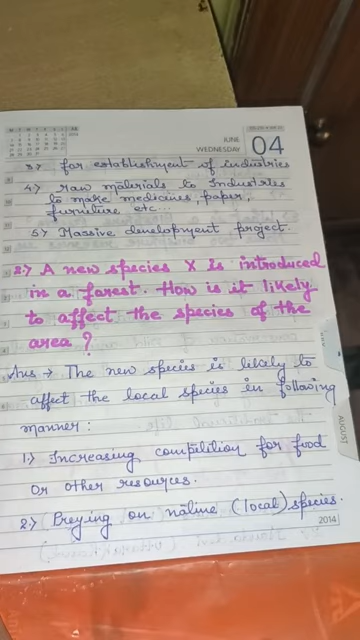 JUNE
WEDNESDAY
04
3) for establishment of industries
4) raw materials to Industries
to make medicines, paper,
furniture etc...
5) Massive development project.
2.) A new species X is introduced
in a forest. How is it likely
to affect the species of the
area?
Ans → The new species is likely to
affect the local species in following
manner:
1.) Increasing competition for food
or other resources.
2.) Preying on native (local) species.
AUGUST
2014